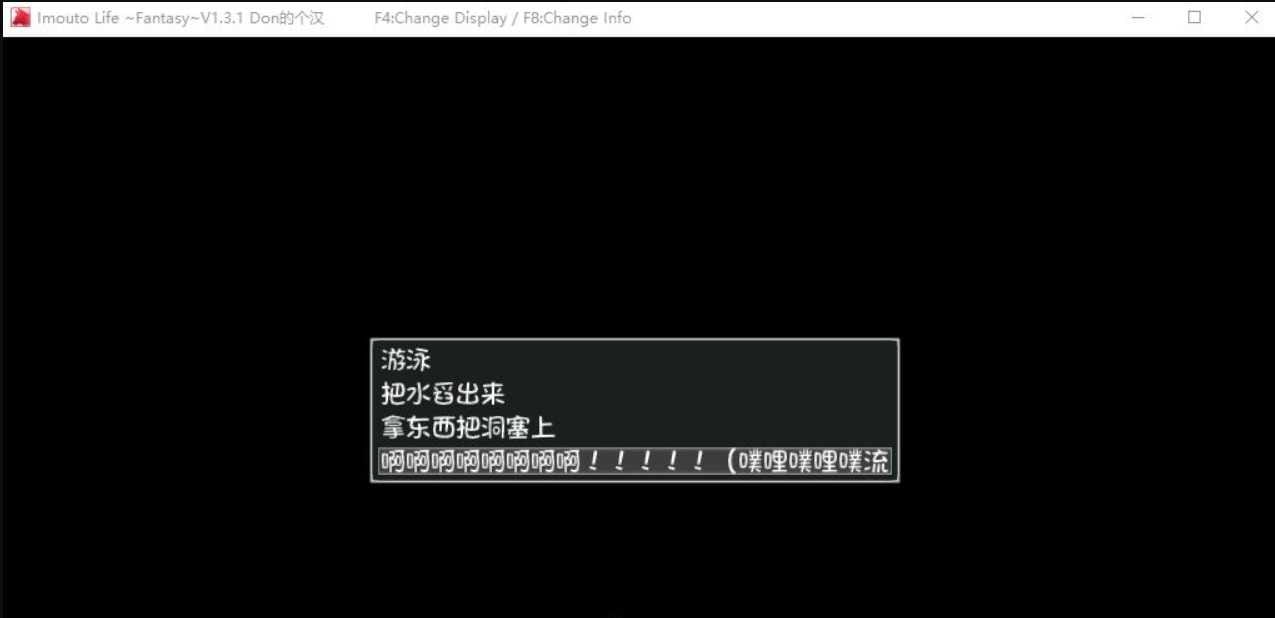 Imouto Life ~Fantasy~V1.3.1 Don的个汉 F4:Change Display / F8:Change Info
游泳
把水舀出来
拿东西把洞塞上
啊啊啊啊啊啊啊啊！！！！！（噗哩噗哩噗流